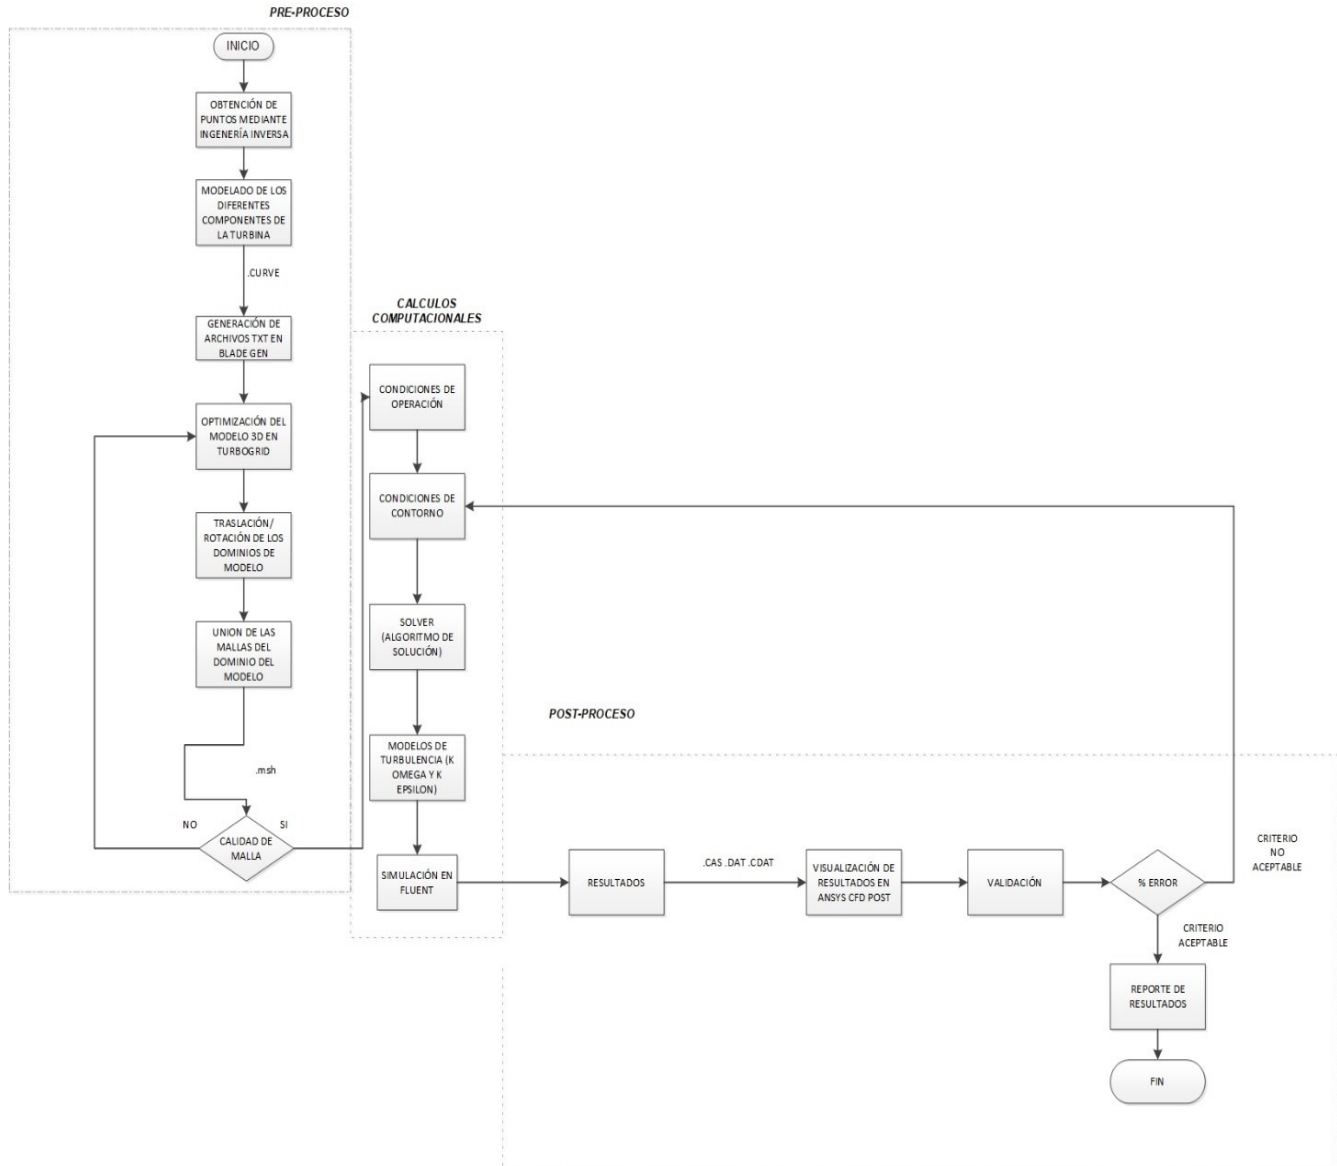 PRE-PROCESO
INICIO
OBTENCIÓN DE
PUNTOS MEDIANTE
INGENERÍA INVERSA
MODELADO DE LOS
DIFERENTES
COMPONENTES DE
LA TURBINA
.CURVE
GENERACIÓN DE
ARCHIVOS TXT EN
BLADE GEN
OPTIMIZACIÓN DEL
MODELO 3D EN
TURBOGRID
TRASLACIÓN/
ROTACIÓN DE LOS
DOMINIOS DE
MODELO
UNION DE LAS
MALLAS DEL
DOMINIO DEL
MODELO
.msh
NO
SI
CALIDAD DE
MALLA
CALCULOS
COMPUTACIONALES
CONDICIONES DE
OPERACIÓN
CONDICIONES DE
CONTORNO
SOLVER
(ALGORITMO DE
SOLUCIÓN)
MODELOS DE
TURBULENCIA (K
OMEGA Y K
EPSILON)
SIMULACIÓN EN
FLUENT
POST-PROCESO
RESULTADOS
.CAS .DAT .CDAT
VISUALIZACIÓN DE
RESULTADOS EN
ANSYS CFD POST
VALIDACIÓN
% ERROR
CRITERIO
NO
ACEPTABLE
CRITERIO
ACEPTABLE
REPORTE DE
RESULTADOS
FIN